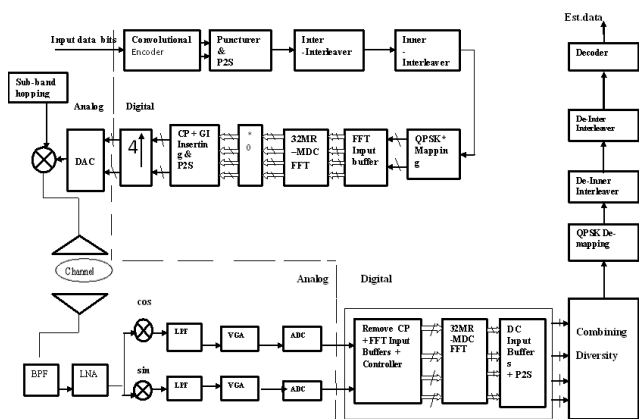 Est.data
Input data bits
Convolutional
Encoder
Puncturer
&
P2S
Inter
-Interleaver
Inner
-
Interleaver
Decoder
Sub-band
hopping
Analog
Digital
DAC
4
CP + GI
Insertin
g &
P2S
*
0
32MR
–MDC
FFT
FFT
Input
buffer
QPSK*
Mappin
g
De-Inter
Interleaver
De-Inner
Interleaver
QPSK De-
mapping
Channel
Analog
Digital
cos
LPF
VGA
ADC
BPF
LNA
sin
LPF
VGA
ADC
Remove CP
+FFT Input
Buffers +
Controller
32MR
-MDC
FFT
DC
Input
Buffer
s
+ P2S
Combining
Diversity